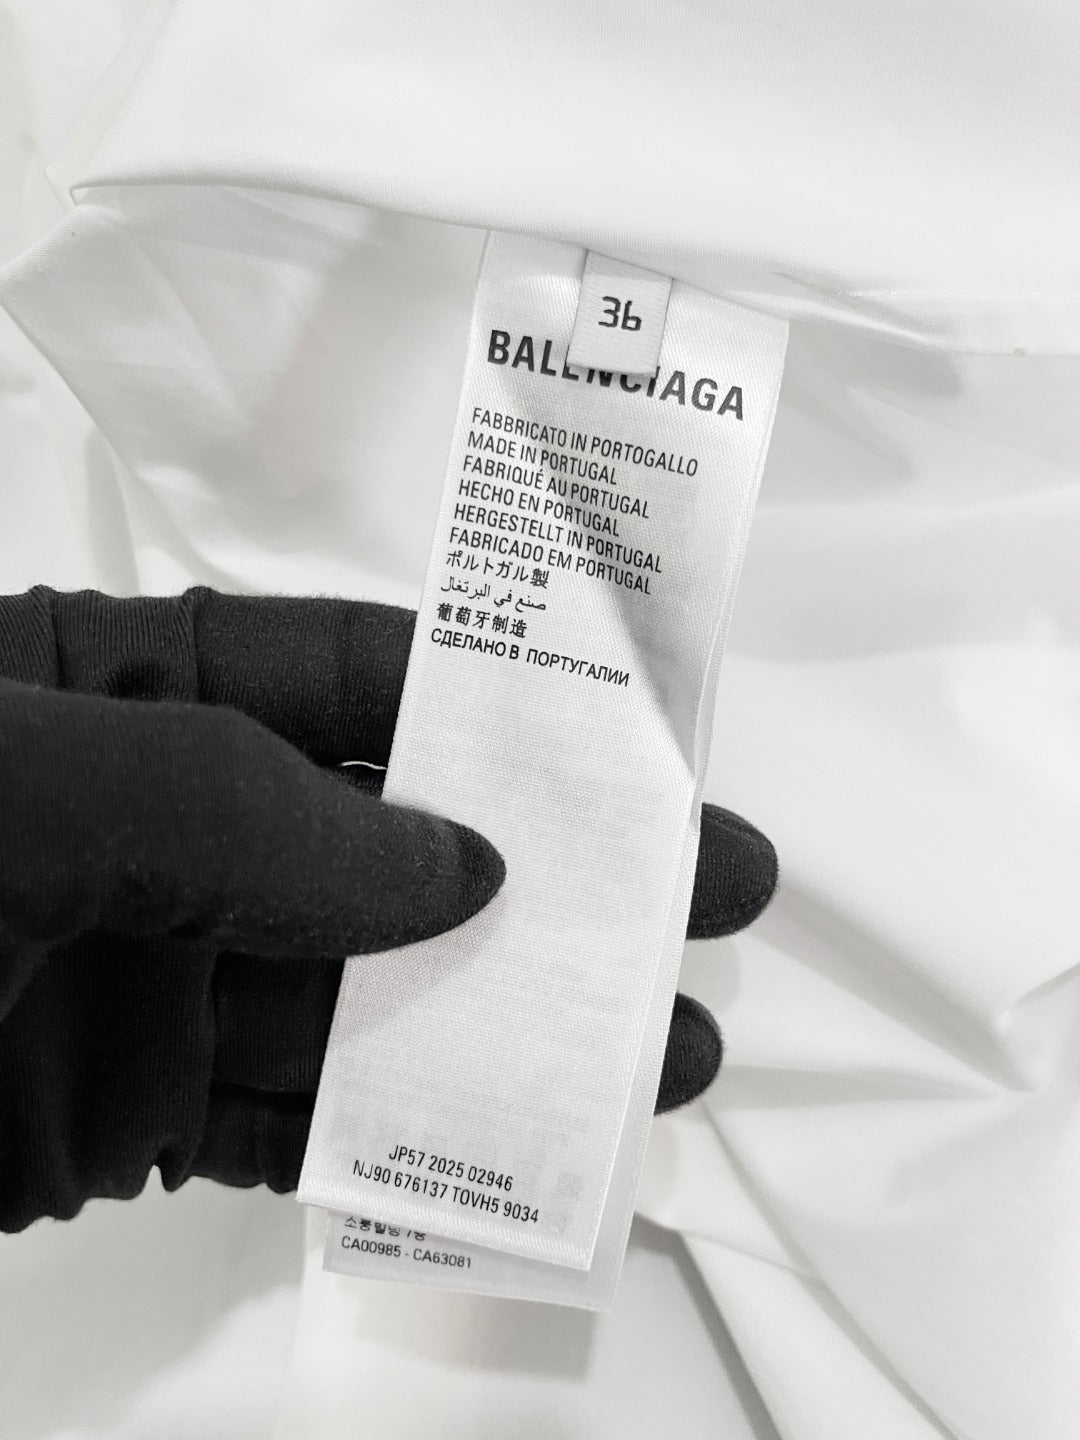 36
BALENCIAGA
FABBRICATO IN PORTOGALLO
MADE IN PORTUGAL
FABRIQUÉ AU PORTUGAL
HECHO EN PORTUGAL
HERGESTELLT IN PORTUGAL
FABRICADO EM PORTUGAL
ポルトガル製
صنع في البرتغال
葡萄牙制造
СДЕЛАНО В ПОРТУГАЛИИ
JP57 2025 02946
NJ90 676137 TOVH5 9034
CA00985 - CA63081